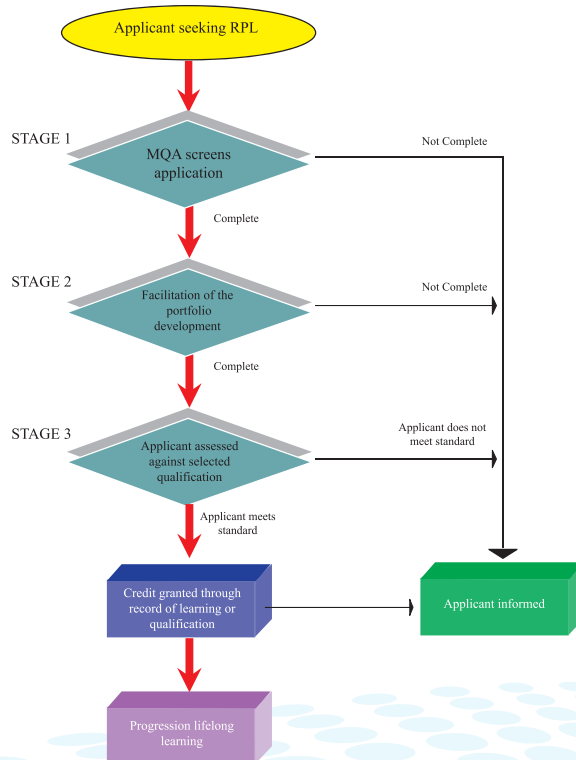 Applicant seeking RPL
STAGE 1
Not Complete
MQA screens
application
Complete
STAGE 2
Not Complete
Facilitation of the
portfolio
development
Complete
STAGE 3
Applicant does not
meet standard
Applicant assessed
against selected
qualification
Applicant meets
standard
Credit granted through
record of learning or
qualification
Applicant informed
Progression lifelong
learning